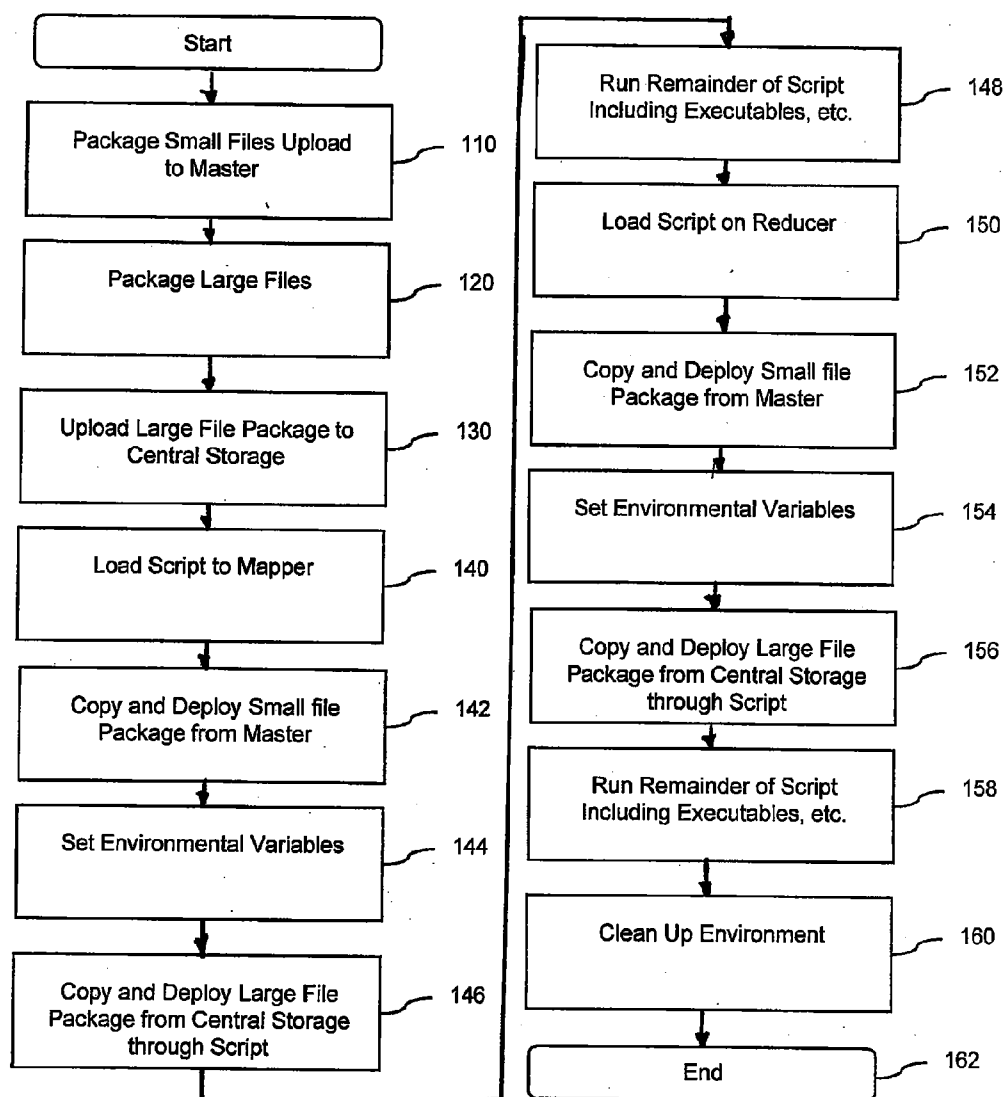 Start
Package Small Files Upload
to Master
110
Package Large Files
120
Upload Large File Package to
Central Storage
130
Load Script to Mapper
140
Copy and Deploy Small file
Package from Master
142
Set Environmental Variables
144
Copy and Deploy Large File
Package from Central Storage
through Script
146
Run Remainder of Script
Including Executables, etc.
148
Load Script on Reducer
150
Copy and Deploy Small file
Package from Master
152
Set Environmental Variables
154
Copy and Deploy Large File
Package from Central Storage
through Script
156
Run Remainder of Script
Including Executables, etc.
158
Clean Up Environment
160
End
162